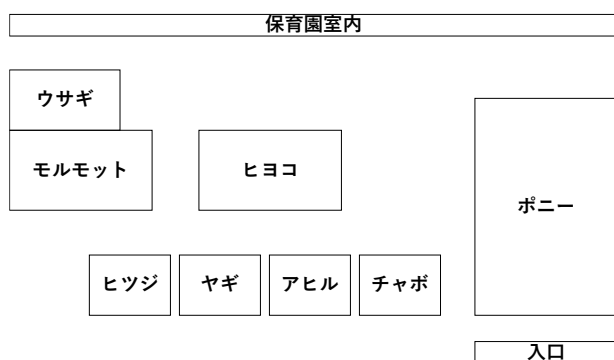 保育園室内
ウサギ
モルモット
ヒヨコ
ポニー
ヒツジ
ヤギ
アヒル
チャボ
入口